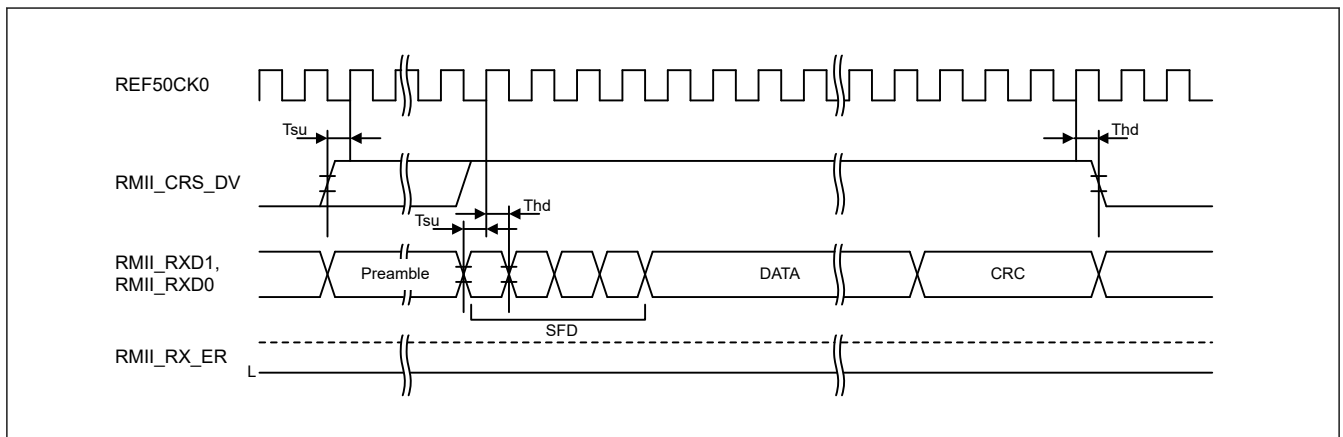 REF50CK0
Tsu
Thd
RMII_CRS_DV
Tsu
Thd
RMII_RXD1,
RMII_RXD0
Preamble
DATA
CRC
SFD
RMII_RX_ER
L